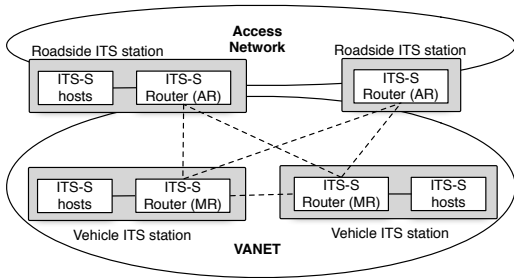 Access
Network
Roadside ITS station
Roadside ITS station
ITS-S
hosts
ITS-S
Router (AR)
ITS-S
Router (AR)
ITS-S
hosts
ITS-S
Router (MR)
ITS-S
Router (MR)
ITS-S
hosts
Vehicle ITS station
Vehicle ITS station
VANET